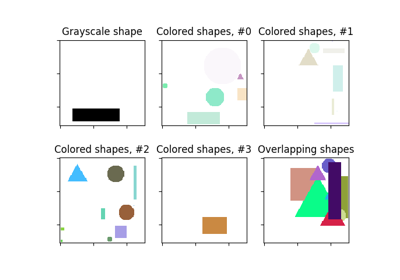 Grayscale shape
Colored shapes, #0
Colored shapes, #1
Colored shapes, #2
Colored shapes, #3
Overlapping shapes